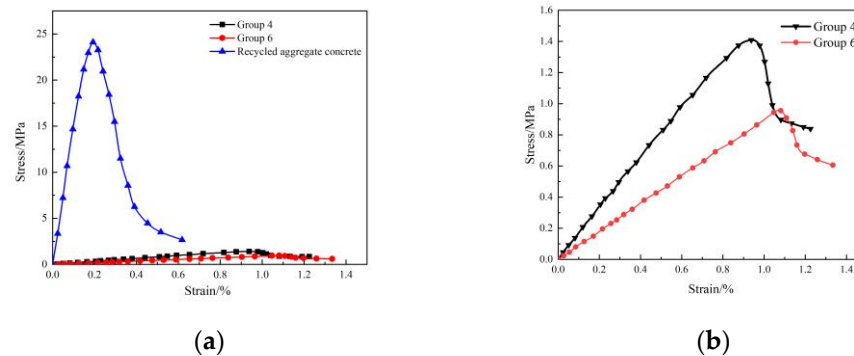 Group 4
Group 6
Recycled aggregate concrete
Stress/MPa
25
20
15
10
5
0
0.0 0.2 0.4 0.6 0.8 1.0 1.2 1.4
Strain/%
(a)
Group 4
Group 6
Stress/MPa
1.6
1.4
1.2
1.0
0.8
0.6
0.4
0.2
0.0
0.0 0.2 0.4 0.6 0.8 1.0 1.2 1.4
Strain/%
(b)